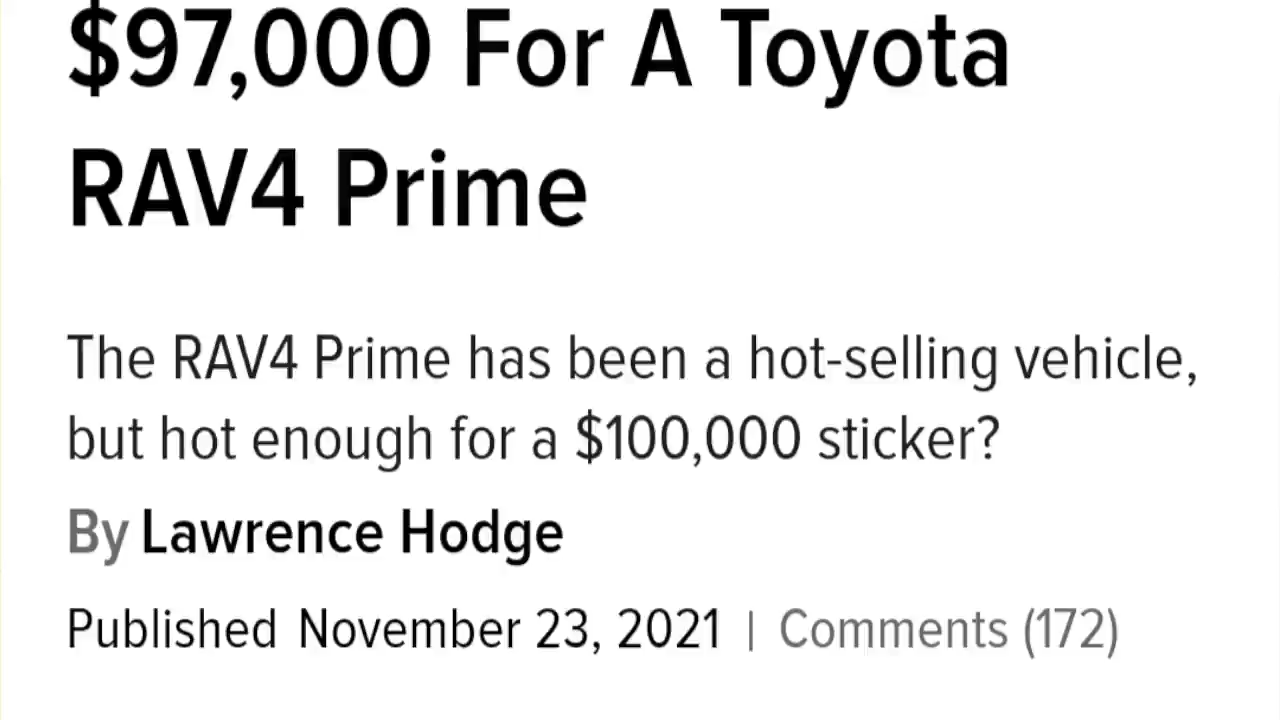 $97,000 For A Toyota
RAV4 Prime
The RAV4 Prime has been a hot-selling vehicle,
but hot enough for a $100,000 sticker?
By Lawrence Hodge
Published November 23, 2021 | Comments (172)